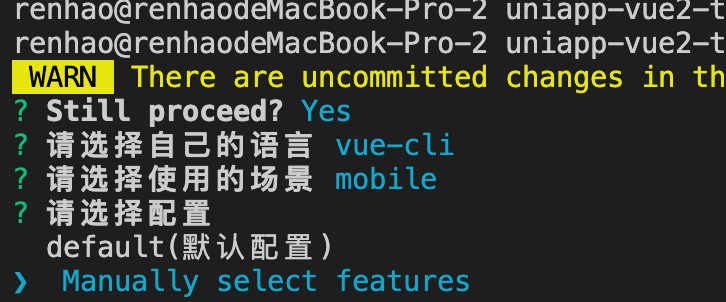 renhao@renhaodeMacBook-Pro-2 uniapp-vue2-t
renhao@renhaodeMacBook-Pro-2 uniapp-vue2-t
WARN There are uncommitted changes in th
? Still proceed? Yes
? 请选择自己的语言 vue-cli
? 请选择使用的场景 mobile
? 请选择配置
default(默认配置)
❯ Manually select features